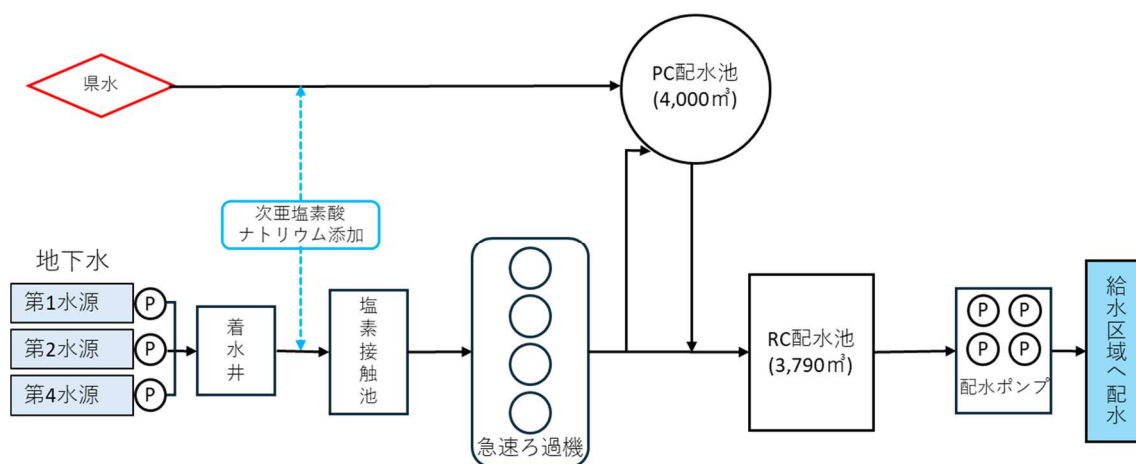 県水
PC配水池
(4,000㎥)
次亜塩素酸
ナトリウム添加
地下水
第1水源
P
第2水源
P
第4水源
P
着水井
塩素接触池
急速ろ過機
RC配水池
(3,790㎥)
P P
P P
配水ポンプ
給水区域へ配水